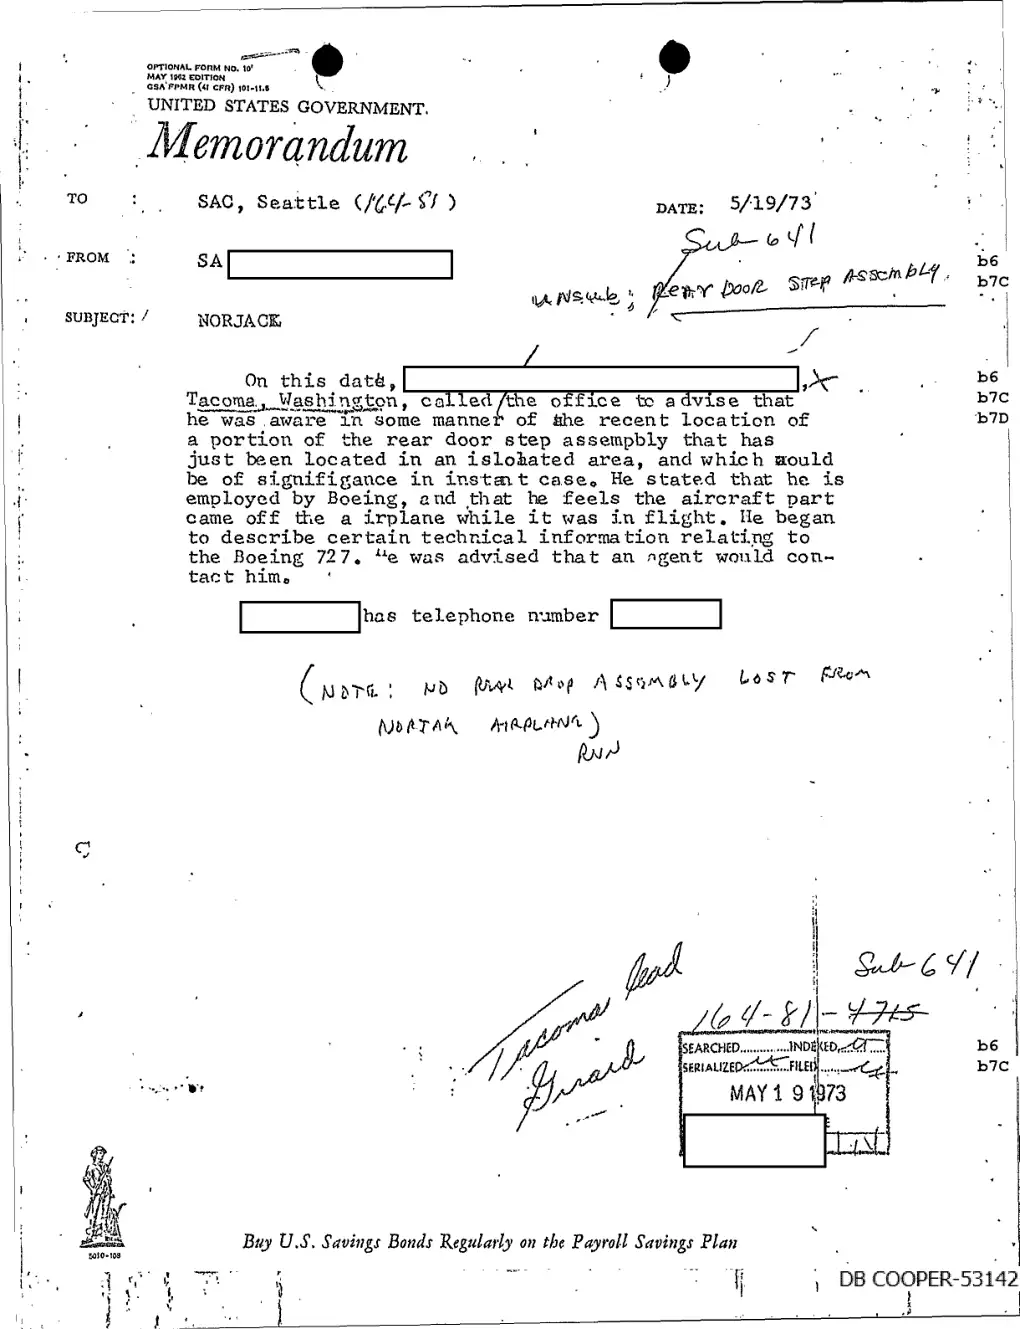 OPTIONAL FORM NO. 10
MAY 1962 EDITION
GSA FPMR (41 CFR) 101-11.6
UNITED STATES GOVERNMENT
Memorandum
TO : SAC, Seattle (164-81) DATE: 5/19/73
Sub 641
FROM : SA b6
b7C
UNSub; REAR DOOR STEP ASSEMBLY
SUBJECT: NORJACK
On this date, , b6
Tacoma, Washington, called the office to advise that b7C
he was aware in some manner of the recent location of b7D
a portion of the rear door step assempbly that has
just been located in an islohated area, and which would
be of signifigance in instant case. He stated that he is
employed by Boeing, and that he feels the aircraft part
came off the airplane while it was in flight. He began
to describe certain technical information relating to
the Boeing 727. He was advised that an agent would con-
tact him.
has telephone number
(NOTE: NO REAR DROP ASSEMBLY LOST FROM
NORJAK AIRPLANE)
RNN
Tacoma lead
Girard
Sub 641
164-81-4715
SEARCHED INDEXED b6
SERIALIZED FILED b7C
MAY 19 1973
5010-108
Buy U.S. Savings Bonds Regularly on the Payroll Savings Plan
DB COOPER-53142